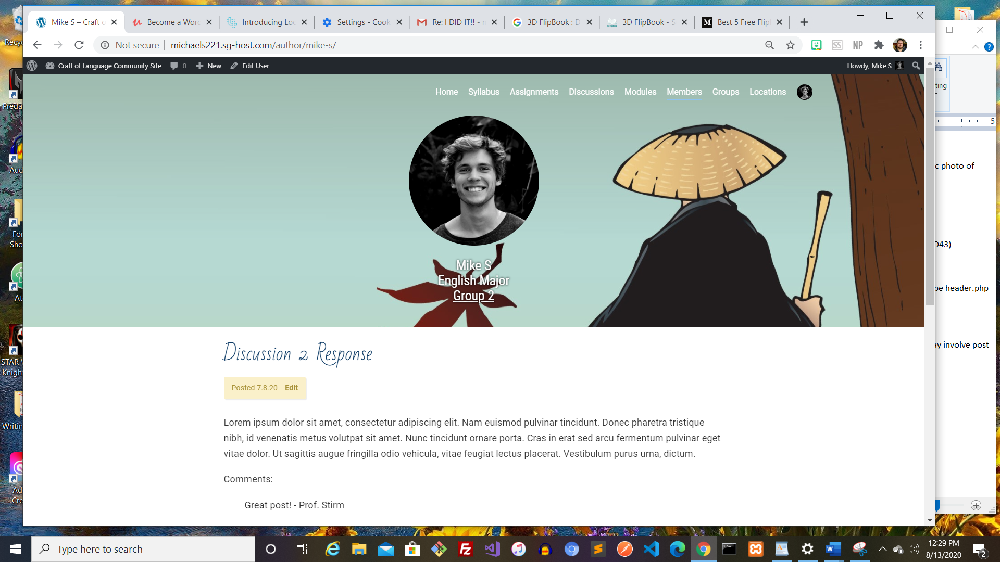 Mike S – Craft o
Become a Word
Introducing Loc
Settings - Cook
Re: I DID IT!! - n
3D FlipBook : D
3D FlipBook - S
Best 5 Free Flip
Not secure | michaels221.sg-host.com/author/mike-s/
Craft of Language Community Site
0
New
Edit User
Howdy, Mike S
Home
Syllabus
Assignments
Discussions
Modules
Members
Groups
Locations
Mike S
English Major
Group 2
Discussion 2 Response
Posted 7.8.20 Edit
Lorem ipsum dolor sit amet, consectetur adipiscing elit. Nam euismod pulvinar tincidunt. Donec pharetra tristique
nibh, id venenatis metus volutpat sit amet. Nunc tincidunt ornare porta. Cras in erat sed arcu fermentum pulvinar eget
vitae dolor. Ut sagittis augue fringilla odio vehicula, vitae feugiat lectus placerat. Vestibulum purus urna, dictum.
Comments:
Great post! - Prof. Stirm
Recyc
Preda
Aud
For
Sho
At
STAR W
Knight
Writin
Ad
Cre
ting
5
c photo of
D43)
be header.php
ay involve post
Type here to search
12:29 PM
8/13/2020
2